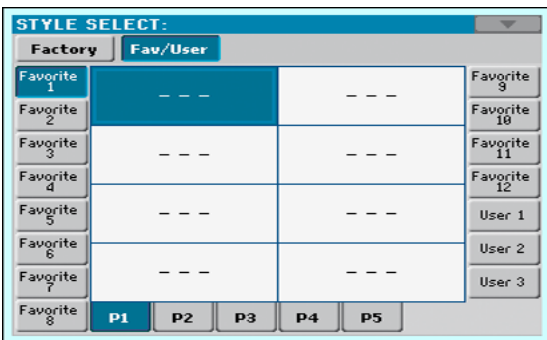 STYLE SELECT:
Factory Fav/User
Favorite 1
Favorite 2
Favorite 3
Favorite 4
Favorite 5
Favorite 6
Favorite 7
Favorite 8
- - - - - -
- - - - - -
- - - - - -
- - - - - -
Favorite 9
Favorite 10
Favorite 11
Favorite 12
User 1
User 2
User 3
P1 P2 P3 P4 P5